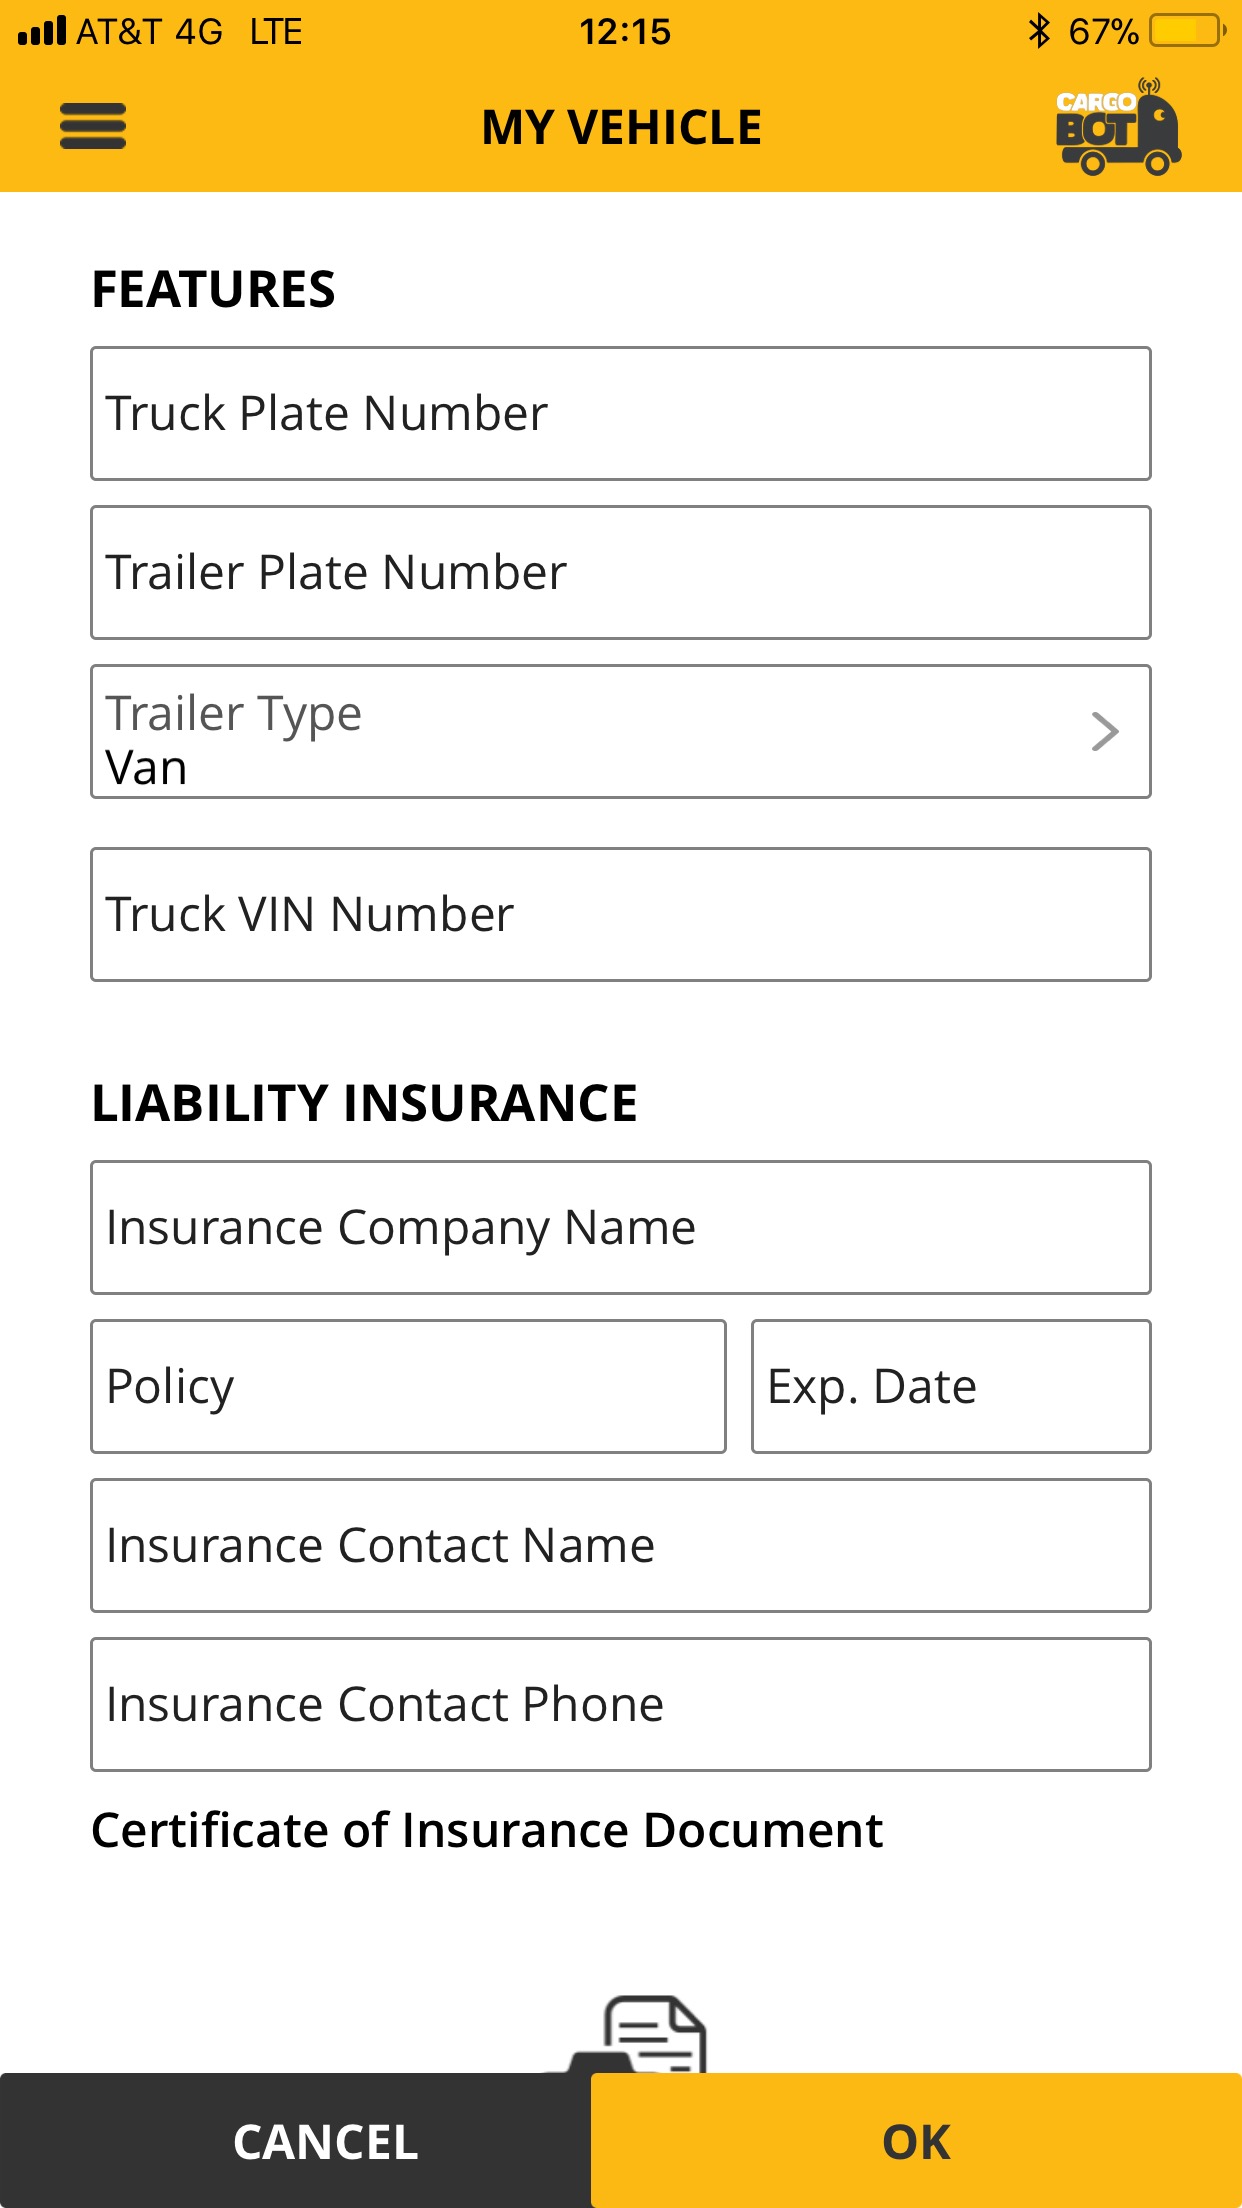 AT&T 4G LTE 12:15 67%
MY VEHICLE
CARGO
BOT
FEATURES
Truck Plate Number
Trailer Plate Number
Trailer Type
Van
Truck VIN Number
LIABILITY INSURANCE
Insurance Company Name
Policy Exp. Date
Insurance Contact Name
Insurance Contact Phone
Certificate of Insurance Document
CANCEL OK